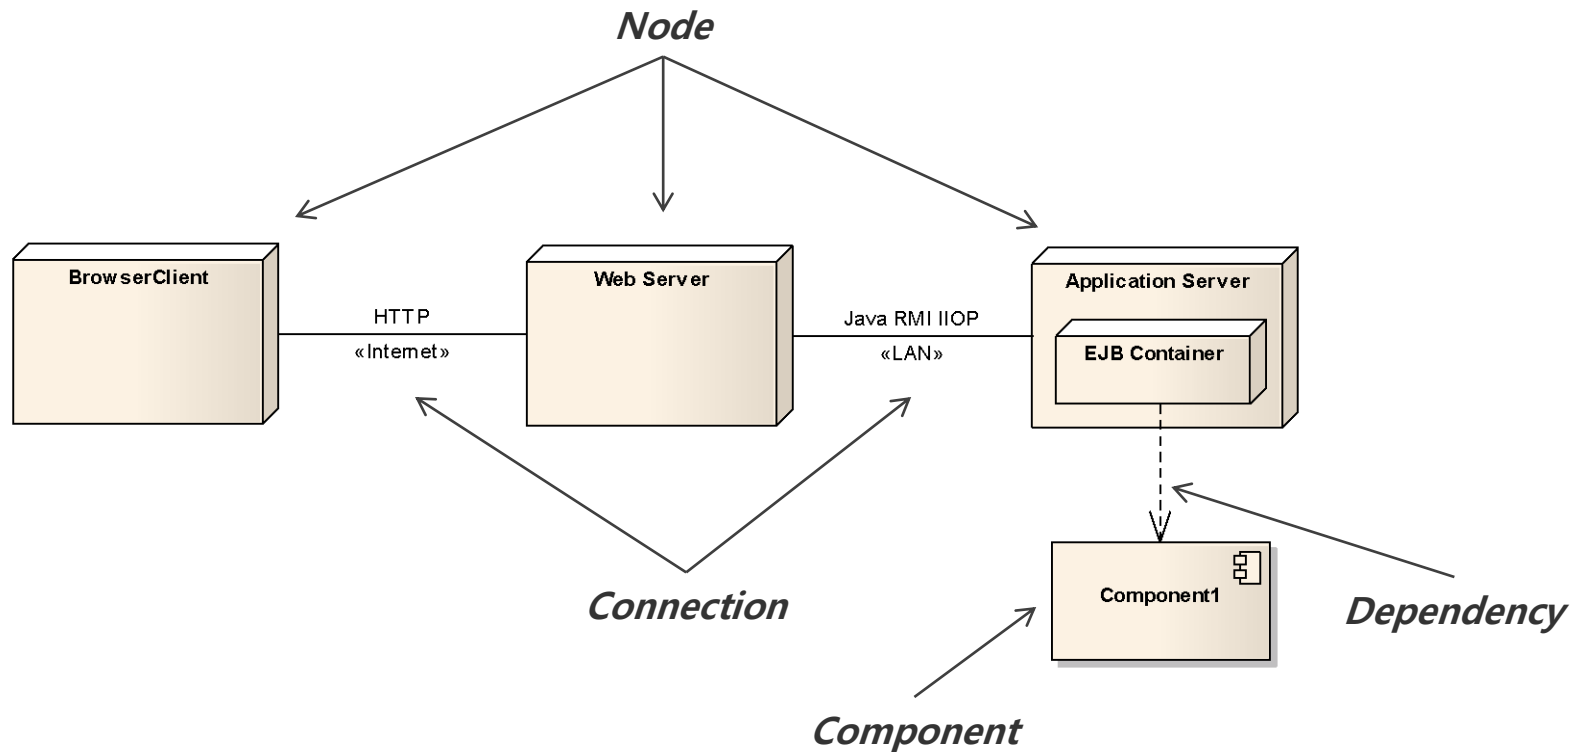 Node
BrowserClient
Web Server
Application Server
HTTP
«Internet»
Java RMI IIOP
«LAN»
EJB Container
Connection
Component1
Dependency
Component